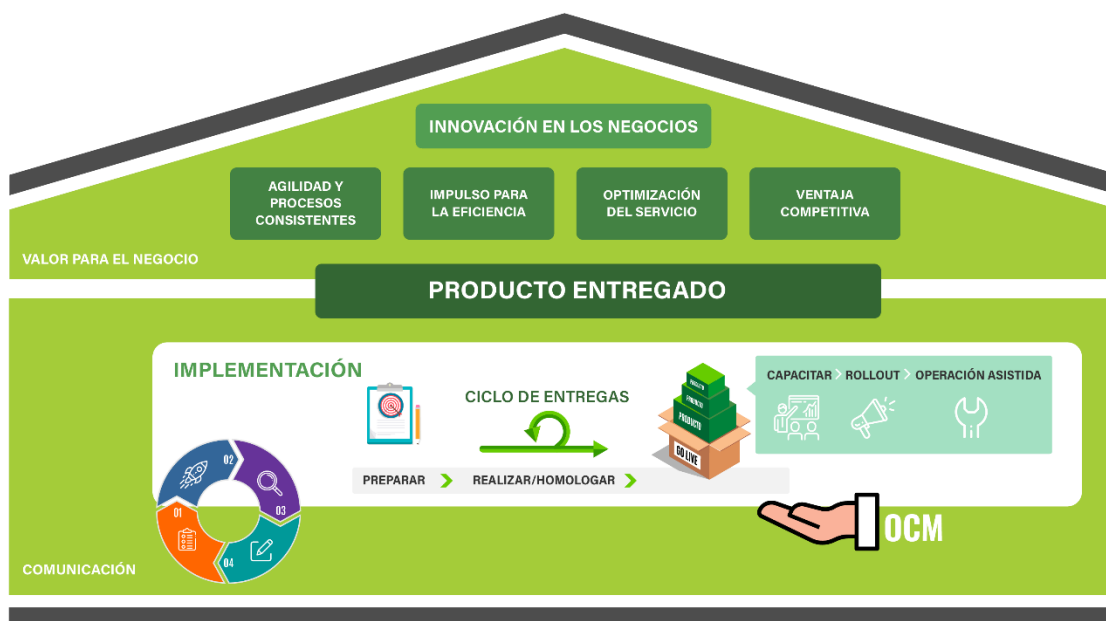 INNOVACIÓN EN LOS NEGOCIOS
AGILIDAD Y
PROCESOS
CONSISTENTES
IMPULSO PARA
LA EFICIENCIA
OPTIMIZACIÓN
DEL SERVICIO
VENTAJA
COMPETITIVA
VALOR PARA EL NEGOCIO
PRODUCTO ENTREGADO
IMPLEMENTACIÓN
CICLO DE ENTREGAS
PRODUCTO
PRODUCTO
PRODUCTO
GO LIVE
CAPACITAR
ROLLOUT
OPERACIÓN ASISTIDA
PREPARAR
REALIZAR/HOMOLOGAR
01
02
03
04
OCM
COMUNICACIÓN